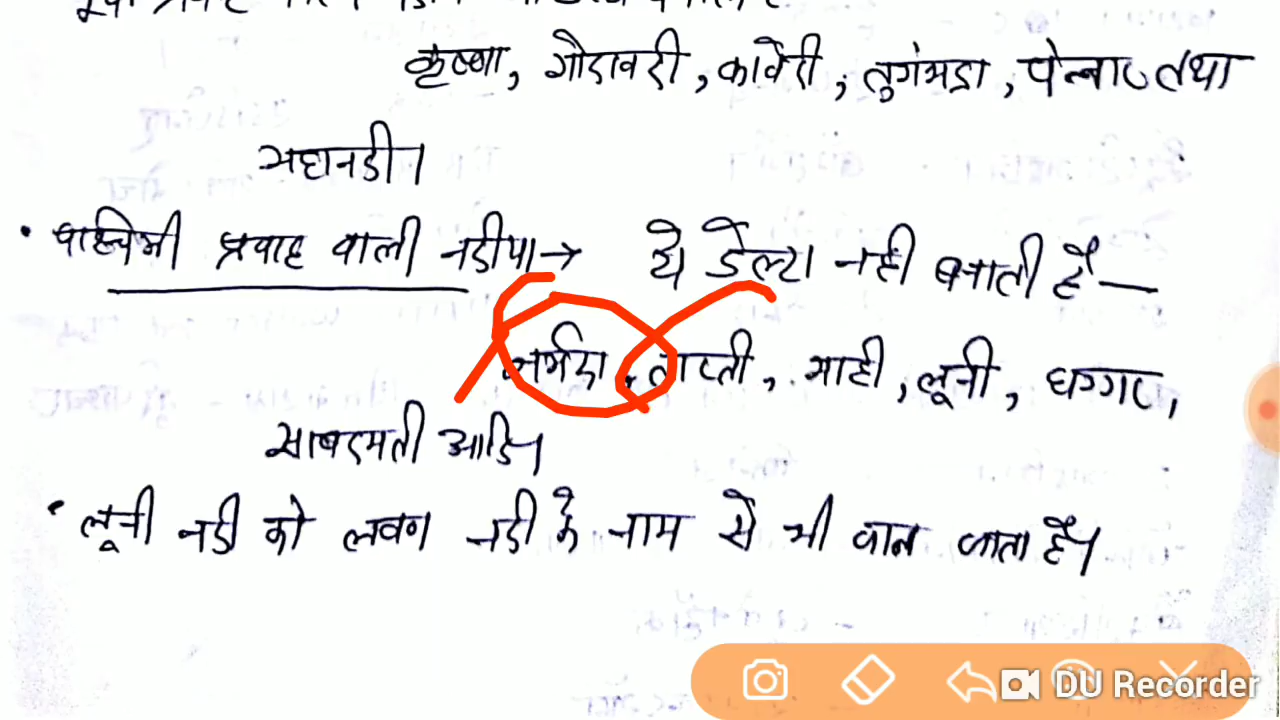 कृष्णा, गोदावरी, कावेरी, तुगंभद्रा, पेन्नार तथा
महानदी।
• पश्चिमी प्रवाह वाली नदीया → ये डेल्टा नही बनाती है —
नर्मदा, ताप्ती, माही, लूनी, घग्गर,
साबरमती आदि।
• लूनी नदी को लवण नदी के नाम से भी जाना जाता है।
DU Recorder